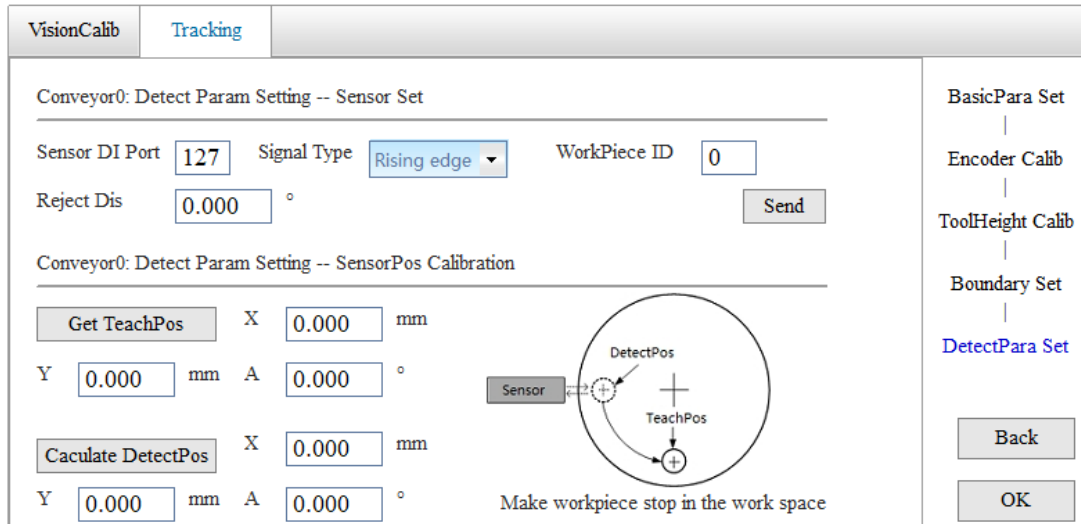 VisionCalib Tracking
Conveyor0: Detect Param Setting -- Sensor Set
Sensor DI Port 127 Signal Type Rising edge WorkPiece ID 0
Reject Dis 0.000 ° Send
Conveyor0: Detect Param Setting -- SensorPos Calibration
Get TeachPos X 0.000 mm
Y 0.000 mm A 0.000 °
Caculate DetectPos X 0.000 mm
Y 0.000 mm A 0.000 °
DetectPos
Sensor
TeachPos
Make workpiece stop in the work space
BasicPara Set
Encoder Calib
ToolHeight Calib
Boundary Set
DetectPara Set
Back
OK